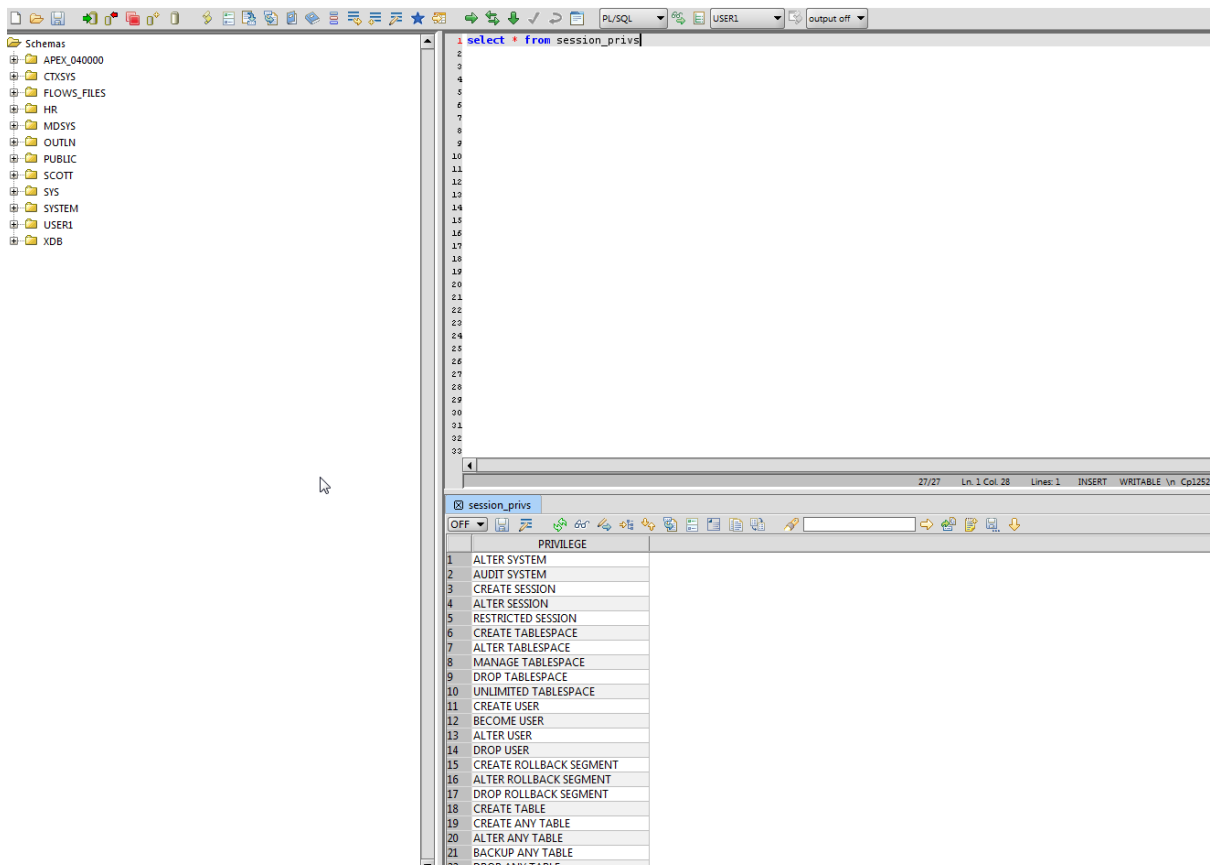 PL/SQL USER1 output off
Schemas
APEX_040000
CTXSYS
FLOWS_FILES
HR
MDSYS
OUTLN
PUBLIC
SCOTT
SYS
SYSTEM
USER1
XDB
1 select * from session_privs
2
3
4
5
6
7
8
9
10
11
12
13
14
15
16
17
18
19
20
21
22
23
24
25
26
27
28
29
30
31
32
33
27/27 Ln. 1 Col. 28 Lines: 1 INSERT WRITABLE \n Cp1252
session_privs
OFF
PRIVILEGE
1 ALTER SYSTEM
2 AUDIT SYSTEM
3 CREATE SESSION
4 ALTER SESSION
5 RESTRICTED SESSION
6 CREATE TABLESPACE
7 ALTER TABLESPACE
8 MANAGE TABLESPACE
9 DROP TABLESPACE
10 UNLIMITED TABLESPACE
11 CREATE USER
12 BECOME USER
13 ALTER USER
14 DROP USER
15 CREATE ROLLBACK SEGMENT
16 ALTER ROLLBACK SEGMENT
17 DROP ROLLBACK SEGMENT
18 CREATE TABLE
19 CREATE ANY TABLE
20 ALTER ANY TABLE
21 BACKUP ANY TABLE
22 DROP ANY TABLE